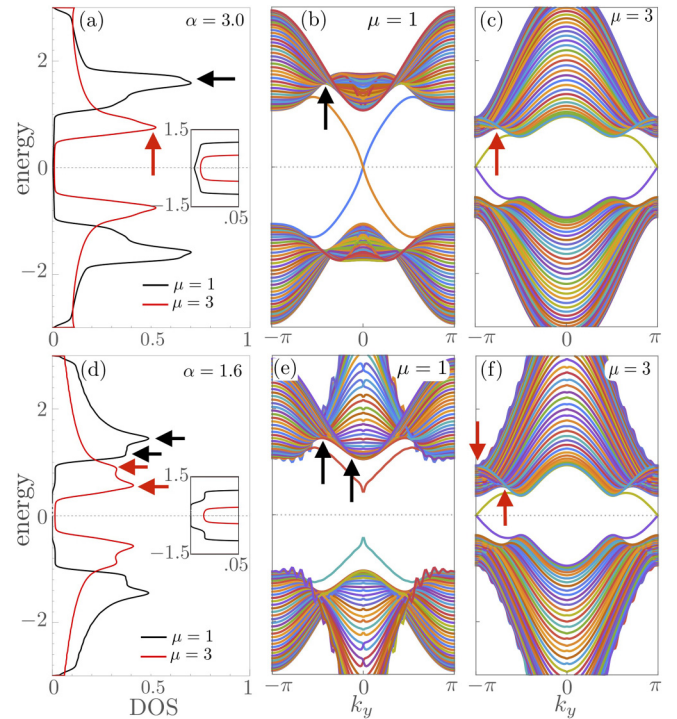 (a) α = 3.0
(b) μ = 1
(c) μ = 3
energy
2
0
−2
1.5
−1.5
.05
μ = 1
μ = 3
0 0.5 1
−π 0 π
−π 0 π
(d) α = 1.6
(e) μ = 1
(f) μ = 3
energy
2
0
−2
1.5
−1.5
.05
μ = 1
μ = 3
0 0.5 1
−π 0 π
−π 0 π
DOS
k_y
k_y